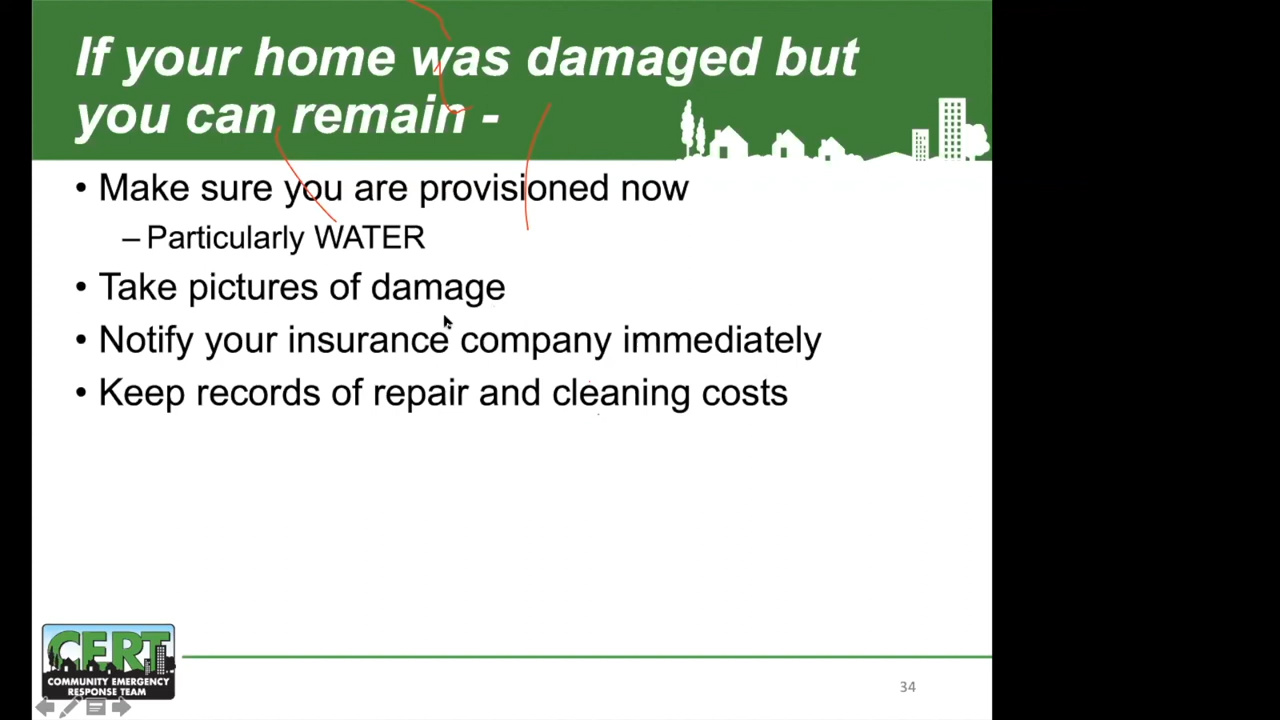 If your home was damaged but
you can remain -
• Make sure you are provisioned now
– Particularly WATER
• Take pictures of damage
• Notify your insurance company immediately
• Keep records of repair and cleaning costs
CERT
COMMUNITY EMERGENCY
RESPONSE TEAM
34